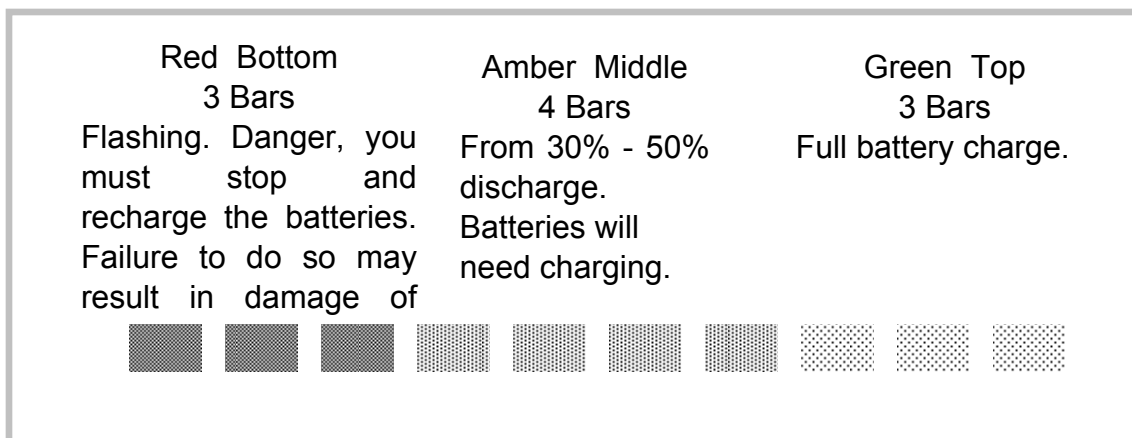 Red Bottom
3 Bars
Flashing. Danger, you
must stop and
recharge the batteries.
Failure to do so may
result in damage of
Amber Middle
4 Bars
From 30% - 50%
discharge.
Batteries will
need charging.
Green Top
3 Bars
Full battery charge.